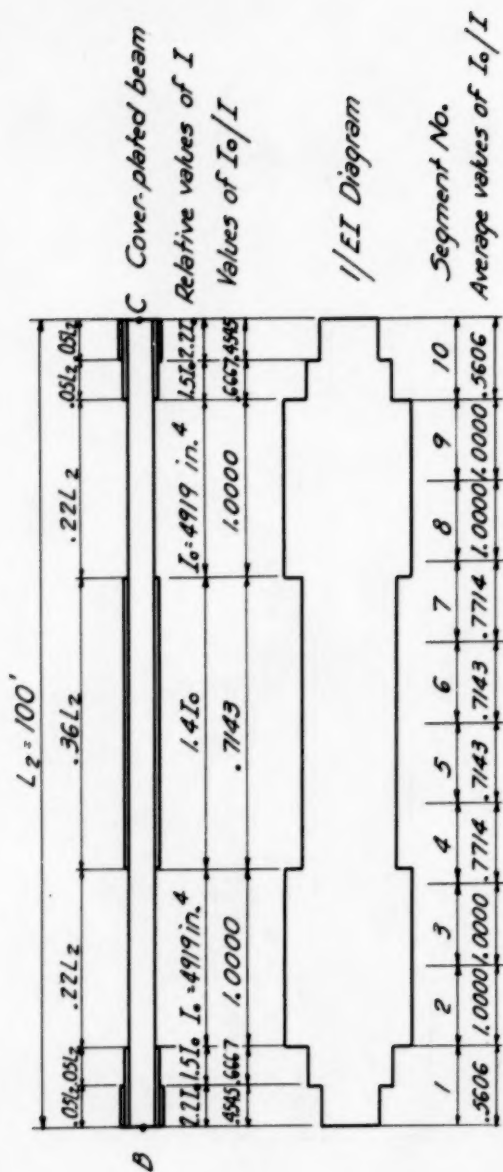 L2 = 100'
.05L2 .05L2 .22L2 .36L2 .22L2 .05L2 .05L2
B C Cover-plated beam
2.2I. 1.5I0 I0 = 4919 in.4 1.4I0 I0 = 4919 in.4 1.5I0 2.2I. Relative values of I
.4545 .6667 1.0000 .7143 1.0000 .6667 .4545 Values of I0/I
1/EI Diagram
1 2 3 4 5 6 7 8 9 10 Segment No.
.5606 1.0000 1.0000 .7714 .7143 .7143 .7714 1.0000 1.0000 .5606 Average values of I0/I